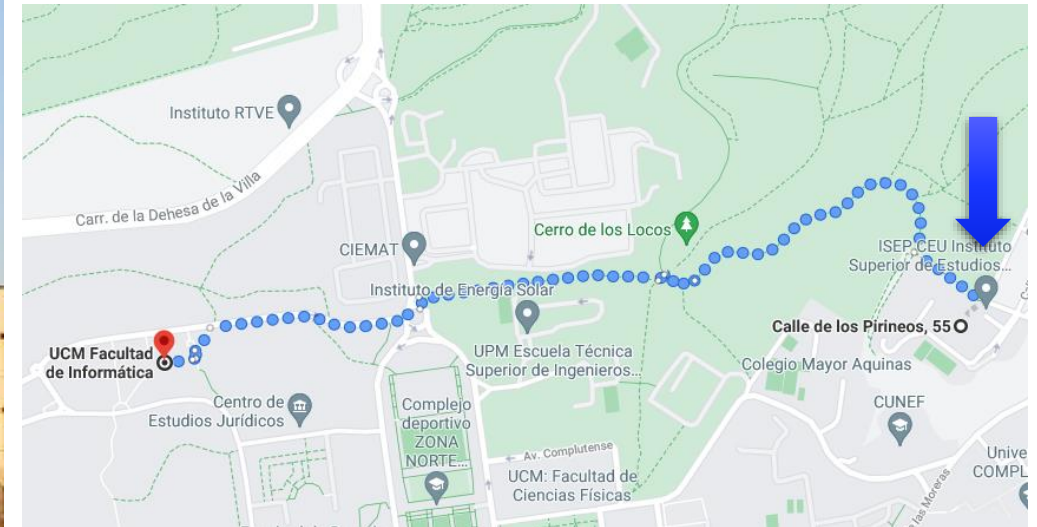 Instituto RTVE
Carr. de la Dehesa de la Villa
Cerro de los Locos
CIEMAT
ISEP CEU Instituto
Superior de Estudios...
Instituto de Energía Solar
Calle de los Pirineos, 55
UCM Facultad
de Informática
UPM Escuela Técnica
Superior de Ingenieros...
Colegio Mayor Aquinas
Centro de
Estudios Jurídicos
Complejo
deportivo
ZONA
NORTE...
CUNEF
Av. Complutense
UCM: Facultad de
Ciencias Físicas
Unive
COMPL
las Moreras